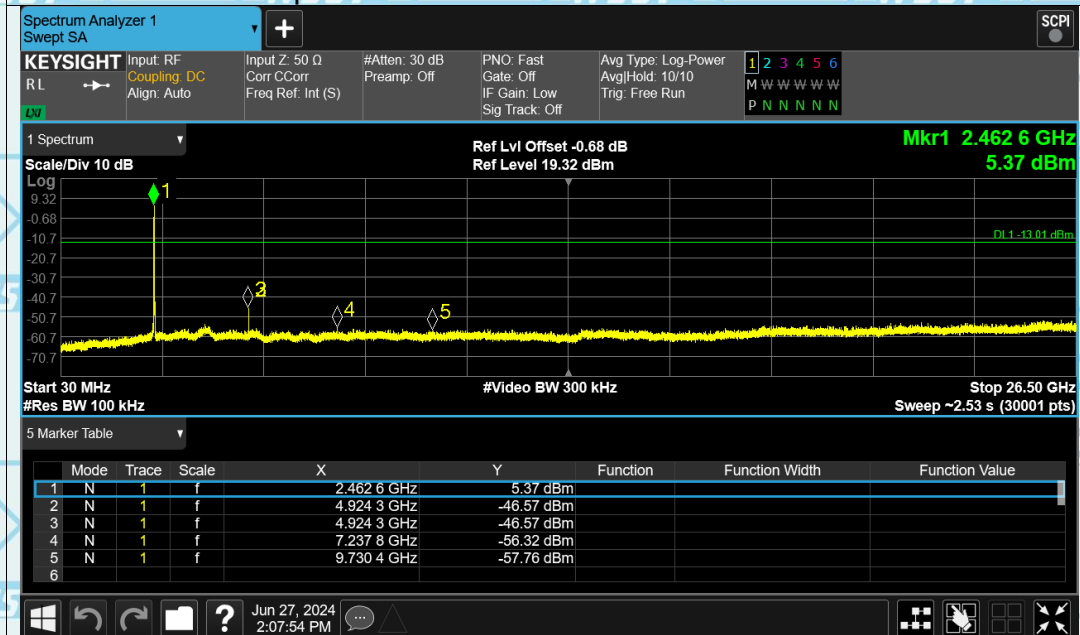 Spectrum Analyzer 1
Swept SA
+
SCPI
KEYSIGHT
R L
LXI
Input: RF
Coupling: DC
Align: Auto
Input Z: 50 Ω
Corr CCorr
Freq Ref: Int (S)
#Atten: 30 dB
Preamp: Off
PNO: Fast
Gate: Off
IF Gain: Low
Sig Track: Off
Avg Type: Log-Power
Avg|Hold: 10/10
Trig: Free Run
1 2 3 4 5 6
M W W W W W
P N N N N N
1 Spectrum
Scale/Div 10 dB
Log
Ref Lvl Offset -0.68 dB
Ref Level 19.32 dBm
Mkr1 2.462 6 GHz
5.37 dBm
9.32
-0.68
-10.7
-20.7
-30.7
-40.7
-50.7
-60.7
-70.7
DL1 -13.01 dBm
1
3
4
5
Start 30 MHz
#Res BW 100 kHz
#Video BW 300 kHz
Stop 26.50 GHz
Sweep ~2.53 s (30001 pts)
5 Marker Table
Mode Trace Scale X Y Function Function Width Function Value
1 N 1 f 2.462 6 GHz 5.37 dBm
2 N 1 f 4.924 3 GHz -46.57 dBm
3 N 1 f 4.924 3 GHz -46.57 dBm
4 N 1 f 7.237 8 GHz -56.32 dBm
5 N 1 f 9.730 4 GHz -57.76 dBm
6
?
Jun 27, 2024
2:07:54 PM